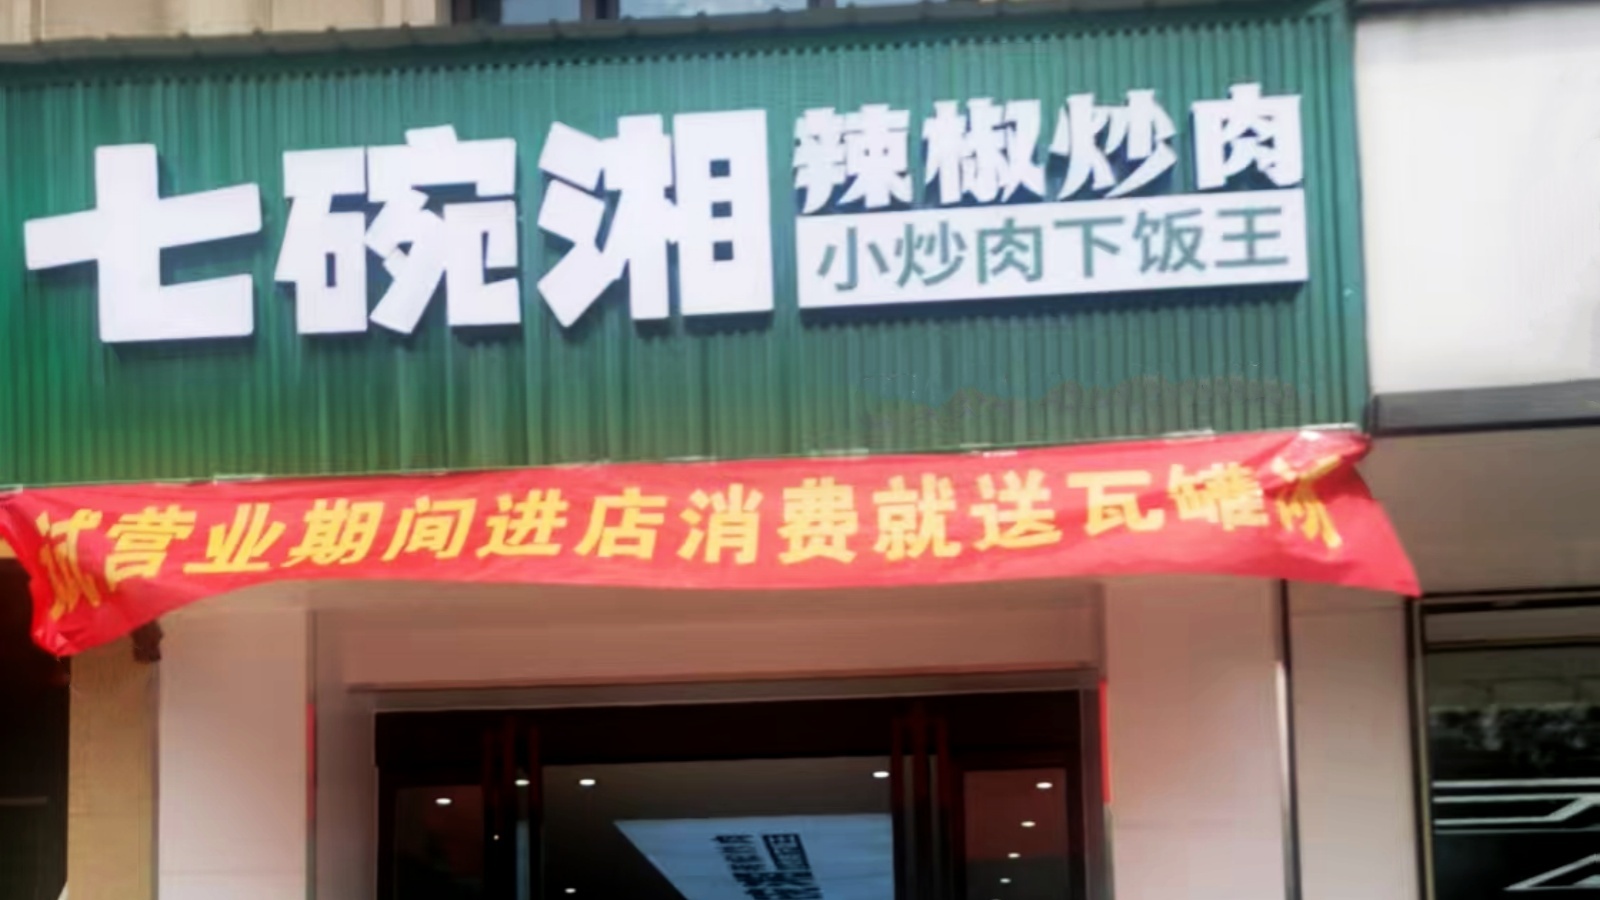 七碗湘
辣椒炒肉
小炒肉下饭王
试营业期间进店消费就送瓦罐汤